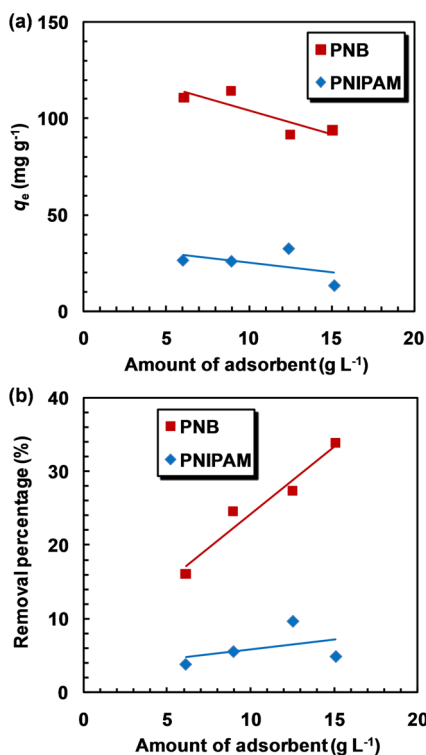 (a)
150
100
50
0
qe (mg g-1)
PNB
PNIPAM
0 5 10 15 20
Amount of adsorbent (g L-1)
(b)
40
30
20
10
0
Removal percentage (%)
PNB
PNIPAM
0 5 10 15 20
Amount of adsorbent (g L-1)